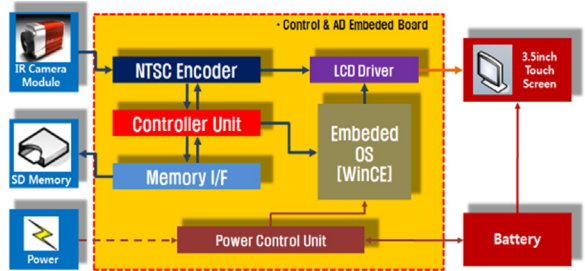 · Control & AD Embeded Board
IR Camera
Module
NTSC Encoder
LCD Driver
3.5inch
Touch
Screen
Controller Unit
Embeded
OS
[WinCE]
SD Memory
Memory I/F
Power
Power Control Unit
Battery